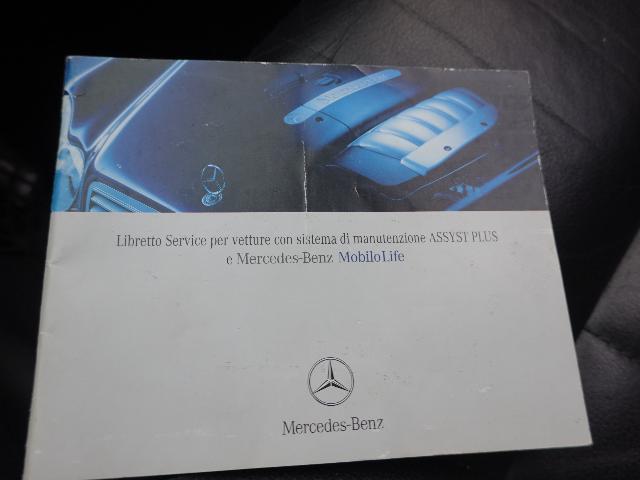 Libretto Service per vetture con sistema di manutenzione ASSYST PLUS
e Mercedes-Benz MobiloLife
Mercedes-Benz